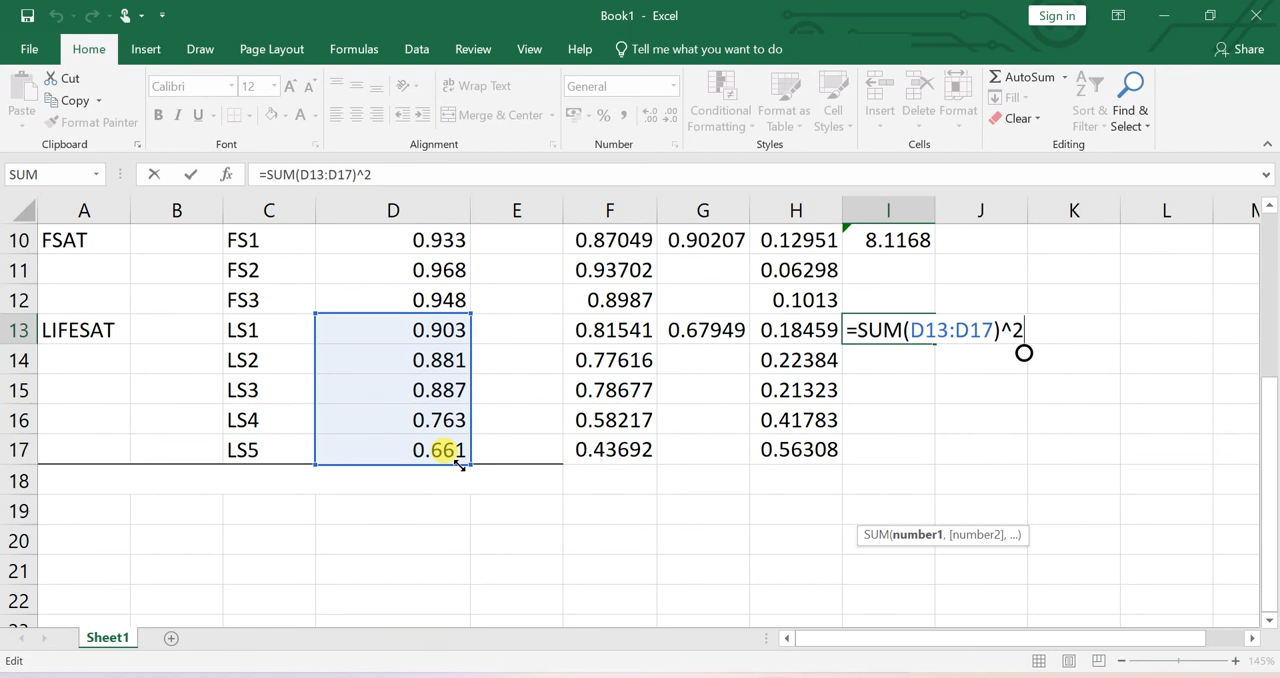 Book1 - Excel
Sign in
File Home Insert Draw Page Layout Formulas Data Review View Help Tell me what you want to do Share
Paste Cut Copy Format Painter
Calibri 12
B I U A
Wrap Text
Merge & Center
General
Conditional Formatting
Format as Table
Cell Styles
Insert Delete Format
AutoSum
Fill
Clear
Sort & Filter
Find & Select
Clipboard Font Alignment Number Styles Cells Editing
SUM fx =SUM(D13:D17)^2
A B C D E F G H I J K L
10 FSAT FS1 0.933 0.87049 0.90207 0.12951 8.1168
11 FS2 0.968 0.93702 0.06298
12 FS3 0.948 0.8987 0.1013
13 LIFESAT LS1 0.903 0.81541 0.67949 0.18459 =SUM(D13:D17)^2
14 LS2 0.881 0.77616 0.22384
15 LS3 0.887 0.78677 0.21323
16 LS4 0.763 0.58217 0.41783
17 LS5 0.661 0.43692 0.56308
18
19
20 SUM(number1, [number2], ...)
21
22
Sheet1
Edit 145%